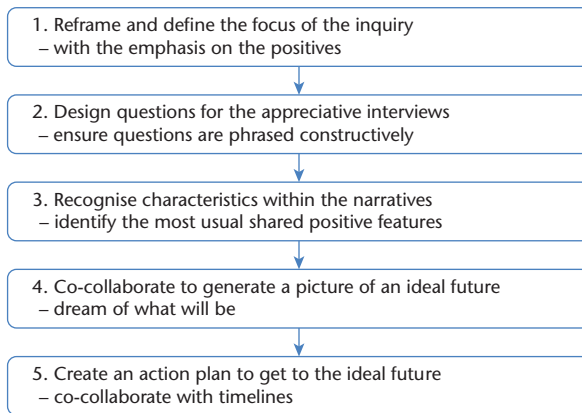 1. Reframe and define the focus of the inquiry
– with the emphasis on the positives
2. Design questions for the appreciative interviews
– ensure questions are phrased constructively
3. Recognise characteristics within the narratives
– identify the most usual shared positive features
4. Co-collaborate to generate a picture of an ideal future
– dream of what will be
5. Create an action plan to get to the ideal future
– co-collaborate with timelines